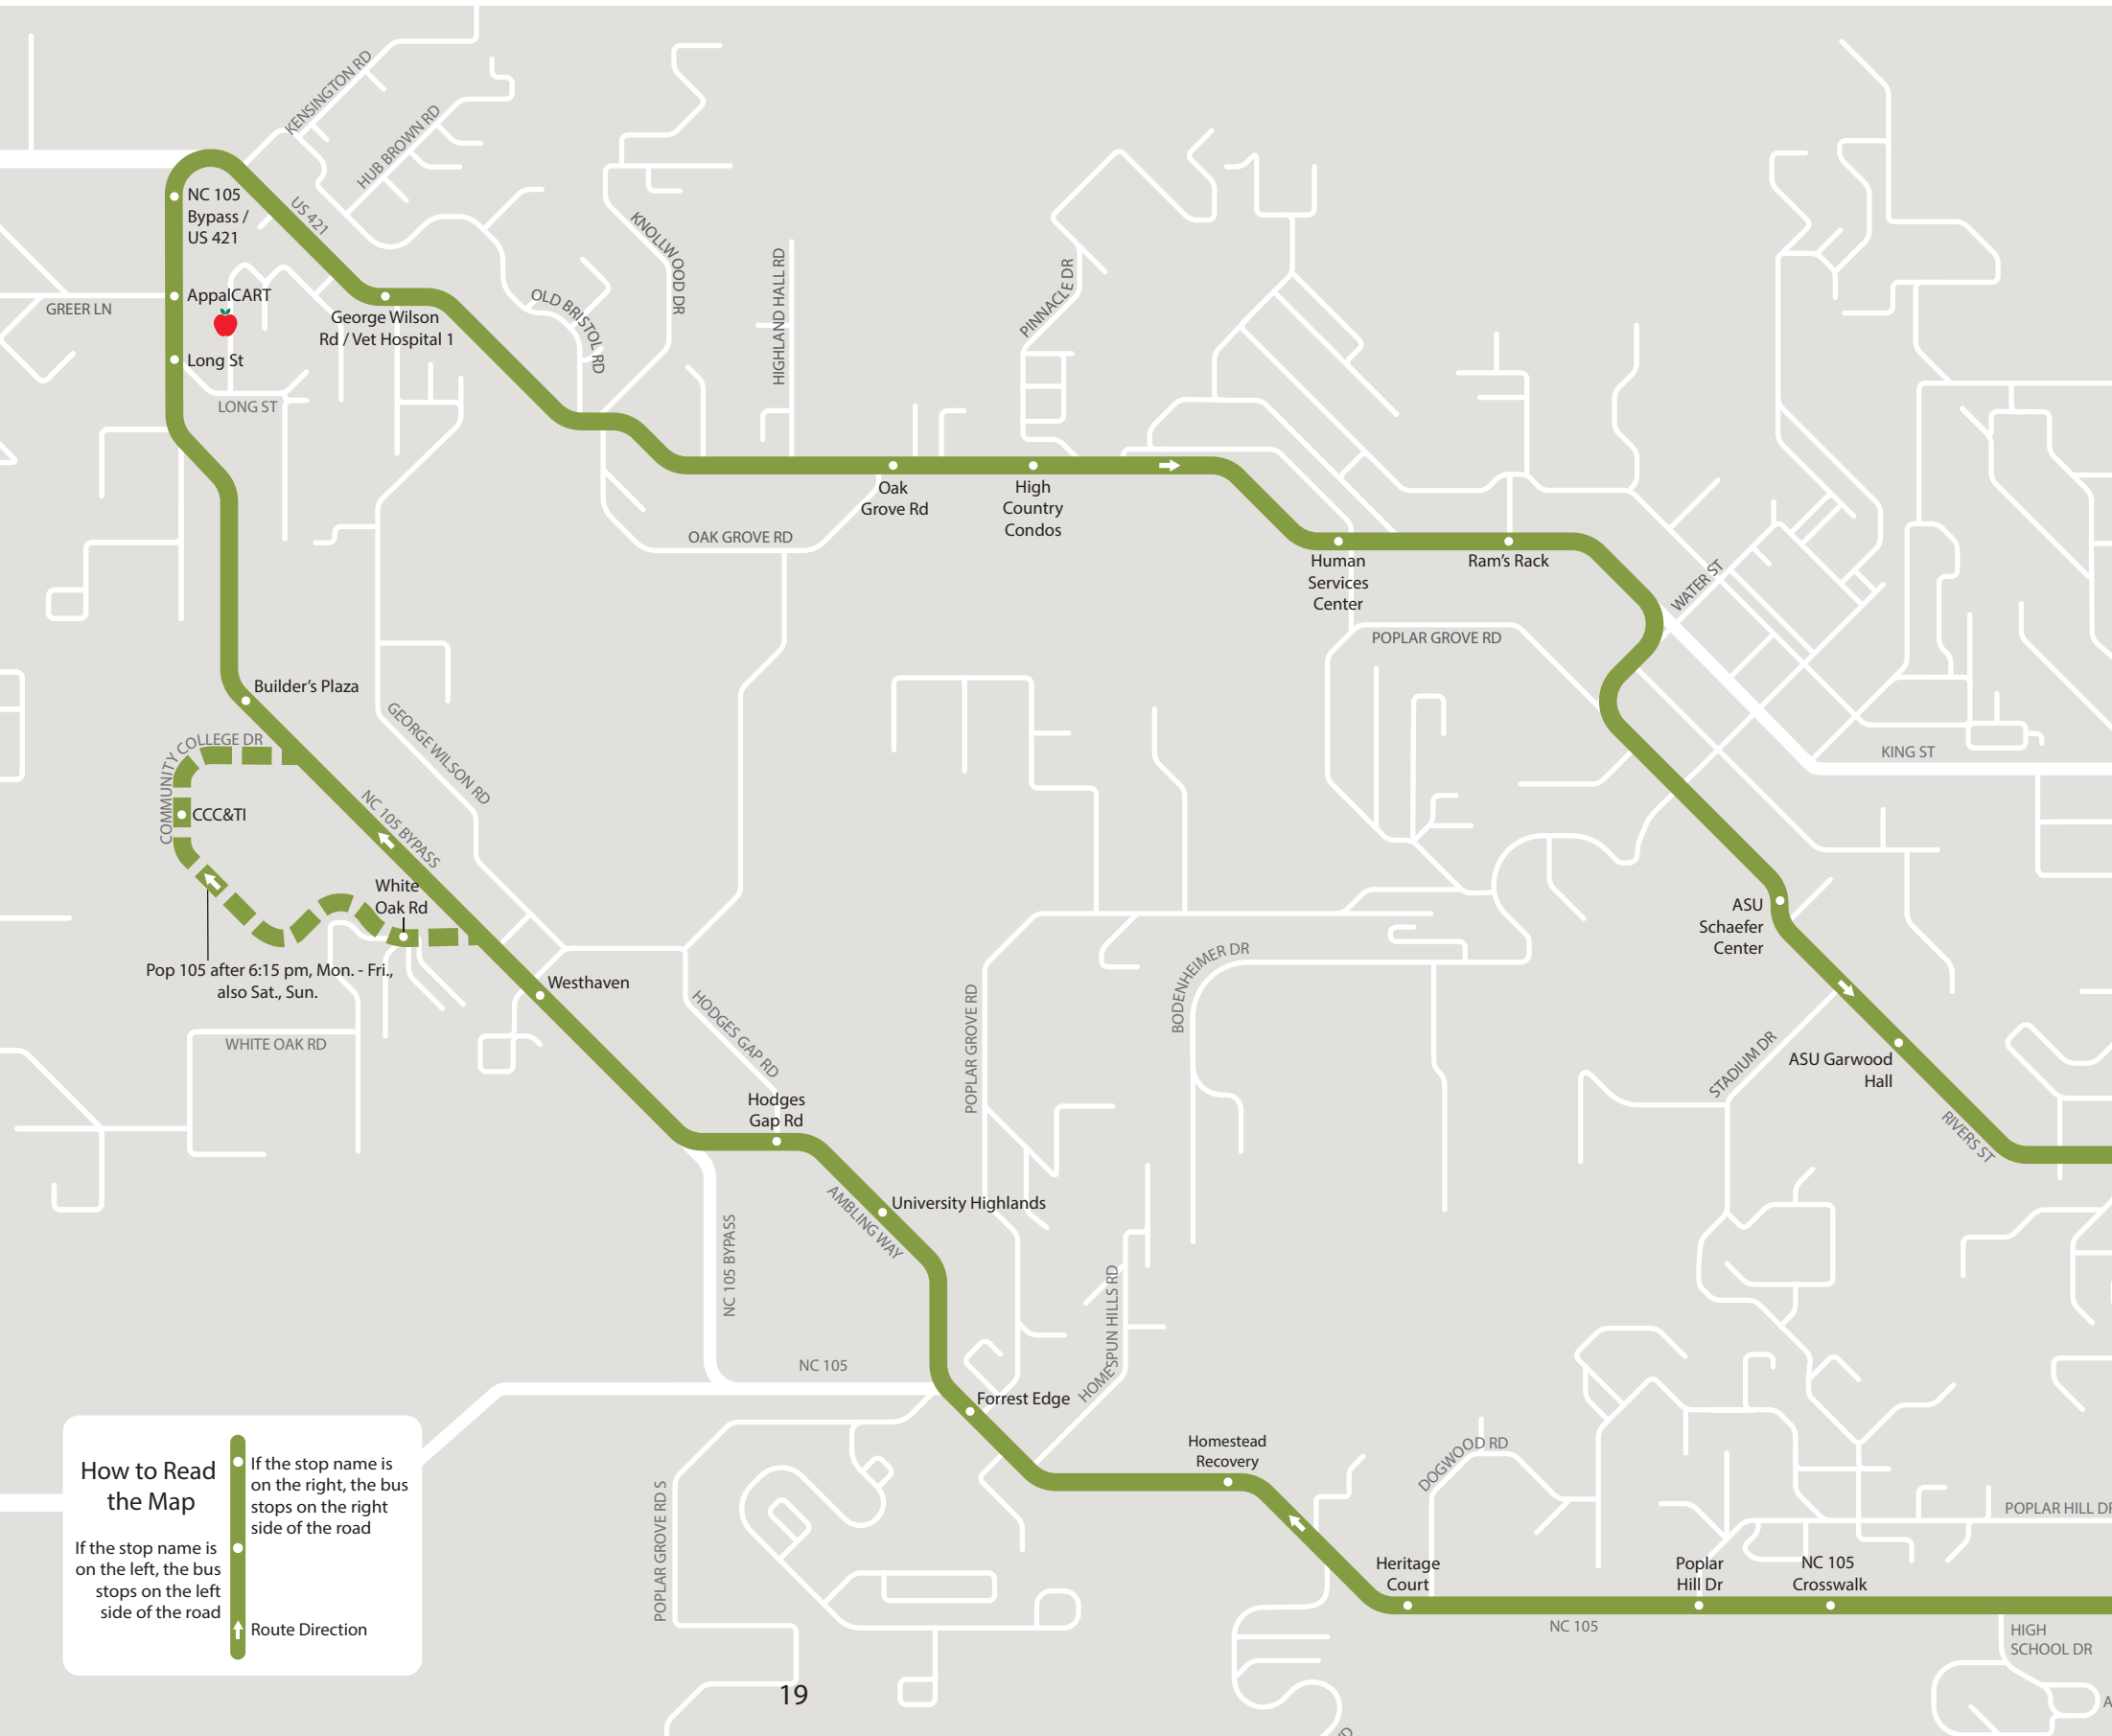 KENSINGTON RD
HUB BROWN RD
US 421
NC 105
Bypass /
US 421
GREER LN
AppalCART
Long St
LONG ST
George Wilson
Rd / Vet Hospital 1
OLD BRISTOL RD
KNOLLWOOD DR
HIGHLAND HALL RD
PINNACLE DR
Oak
Grove Rd
High
Country
Condos
OAK GROVE RD
Human
Services
Center
Ram's Rack
WATER ST
POPLAR GROVE RD
KING ST
Builder's Plaza
COMMUNITY COLLEGE DR
CCC&TI
GEORGE WILSON RD
NC 105 BYPASS
White
Oak Rd
Pop 105 after 6:15 pm, Mon. - Fri.,
also Sat., Sun.
WHITE OAK RD
Westhaven
HODGES GAP RD
Hodges
Gap Rd
POPLAR GROVE RD
BODENHEIMER DR
ASU
Schaefer
Center
STADIUM DR
ASU Garwood
Hall
RIVERS ST
University Highlands
AMBLING WAY
NC 105 BYPASS
NC 105
HOMESPUN HILLS RD
Forrest Edge
Homestead
Recovery
DOGWOOD RD
Heritage
Court
Poplar
Hill Dr
NC 105
Crosswalk
POPLAR HILL DR
NC 105
HIGH
SCHOOL DR
POPLAR GROVE RD S
How to Read
the Map
If the stop name is
on the right, the bus
stops on the right
side of the road
If the stop name is
on the left, the bus
stops on the left
side of the road
Route Direction
19